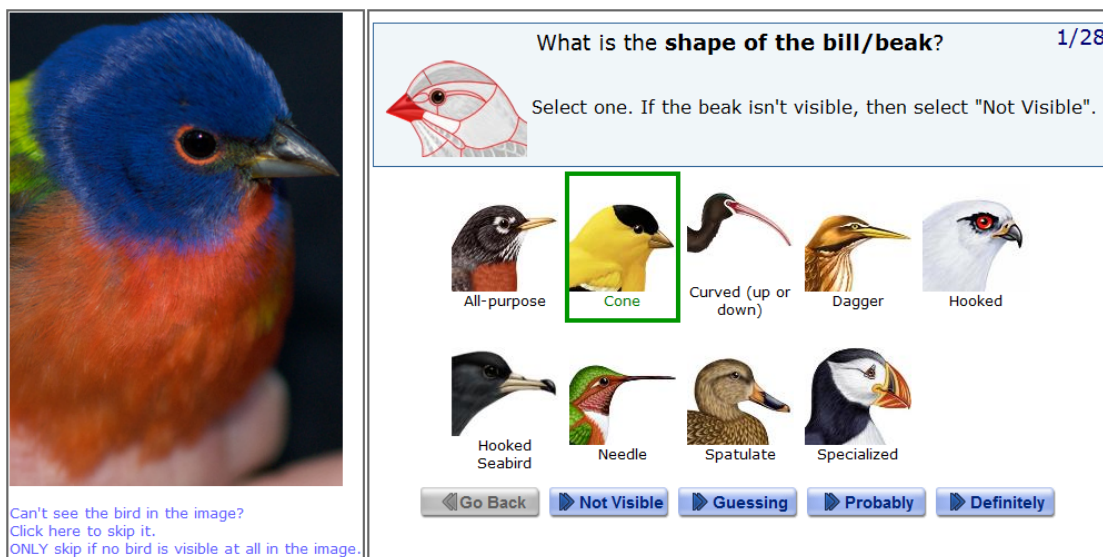 What is the shape of the bill/beak?
1/28
Select one. If the beak isn't visible, then select "Not Visible".
All-purpose
Cone
Curved (up or
down)
Dagger
Hooked
Hooked
Seabird
Needle
Spatulate
Specialized
Go Back
Not Visible
Guessing
Probably
Definitely
Can't see the bird in the image?
Click here to skip it.
ONLY skip if no bird is visible at all in the image.